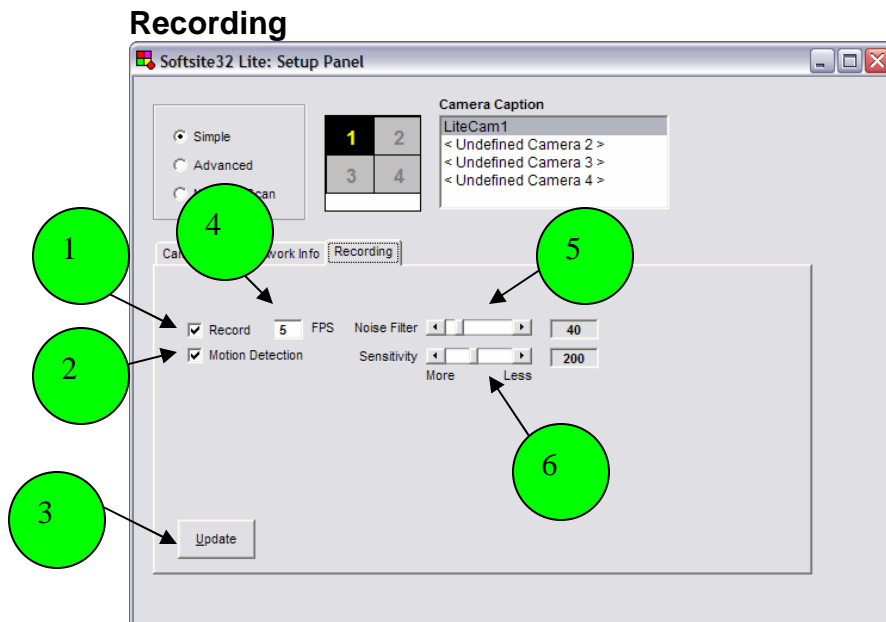 Recording
Softsite32 Lite: Setup Panel
Camera Caption
Simple
Advanced
1 2
3 4
LiteCam1
< Undefined Camera 2 >
< Undefined Camera 3 >
< Undefined Camera 4 >
4
1
5
Recording
Record 5 FPS Noise Filter 40
2
Motion Detection Sensitivity 200
More Less
6
3
Update